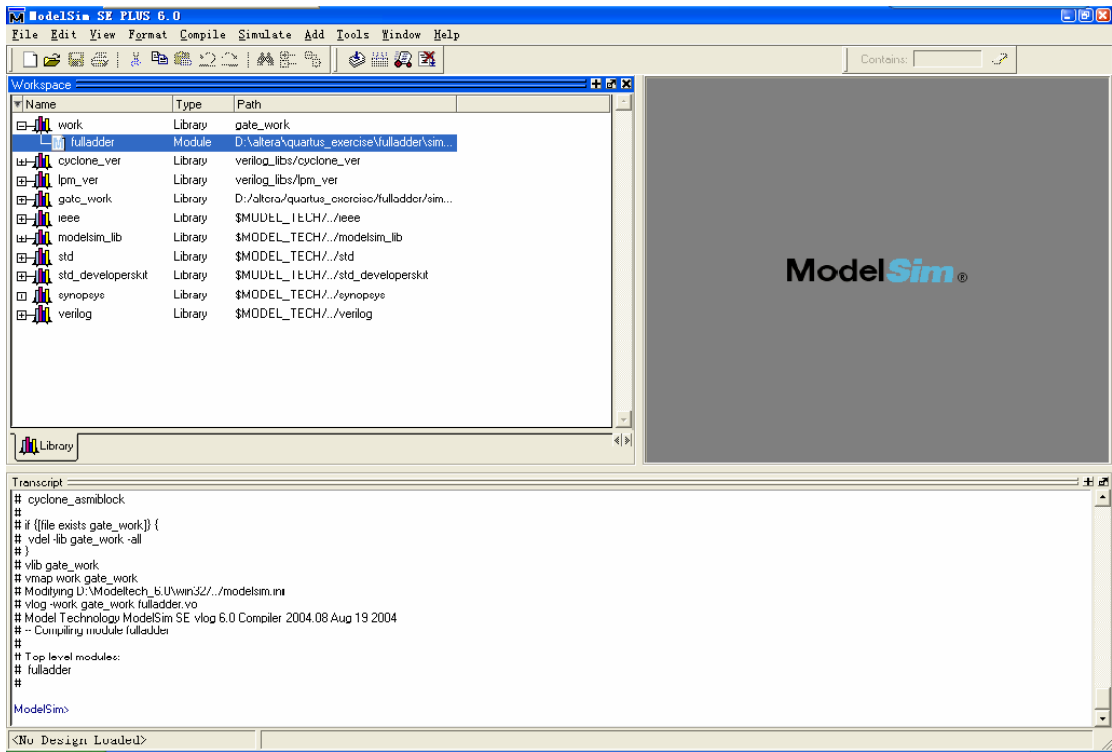 ModelSim SE PLUS 6.0
File Edit View Format Compile Simulate Add Tools Window Help
Contains:
Workspace
Name Type Path
work Library gate_work
fulladder Module D:\altera\quartus_exercise\fulladder\sim...
cyclone_ver Library verilog_libs/cyclone_ver
lpm_ver Library verilog_libs/lpm_ver
gate_work Library D:/altera/quartus_exercise/fulladder/sim...
ieee Library $MODEL_TECH/../ieee
modelsim_lib Library $MODEL_TECH/../modelsim_lib
std Library $MODEL_TECH/../std
std_developerskit Library $MODEL_TECH/../std_developerskit
synopsys Library $MODEL_TECH/../synopsys
verilog Library $MODEL_TECH/../verilog
Library
ModelSim ®
Transcript
# cyclone_asmiblock
#
# if {[file exists gate_work]} {
# vdel -lib gate_work -all
# }
# vlib gate_work
# vmap work gate_work
# Modifying D:\Modeltech_6.0\win32/../modelsim.ini
# vlog -work gate_work fulladder.vo
# Model Technology ModelSim SE vlog 6.0 Compiler 2004.08 Aug 19 2004
# -- Compiling module fulladder
#
# Top level modules:
# fulladder
#
ModelSim>
<No Design Loaded>